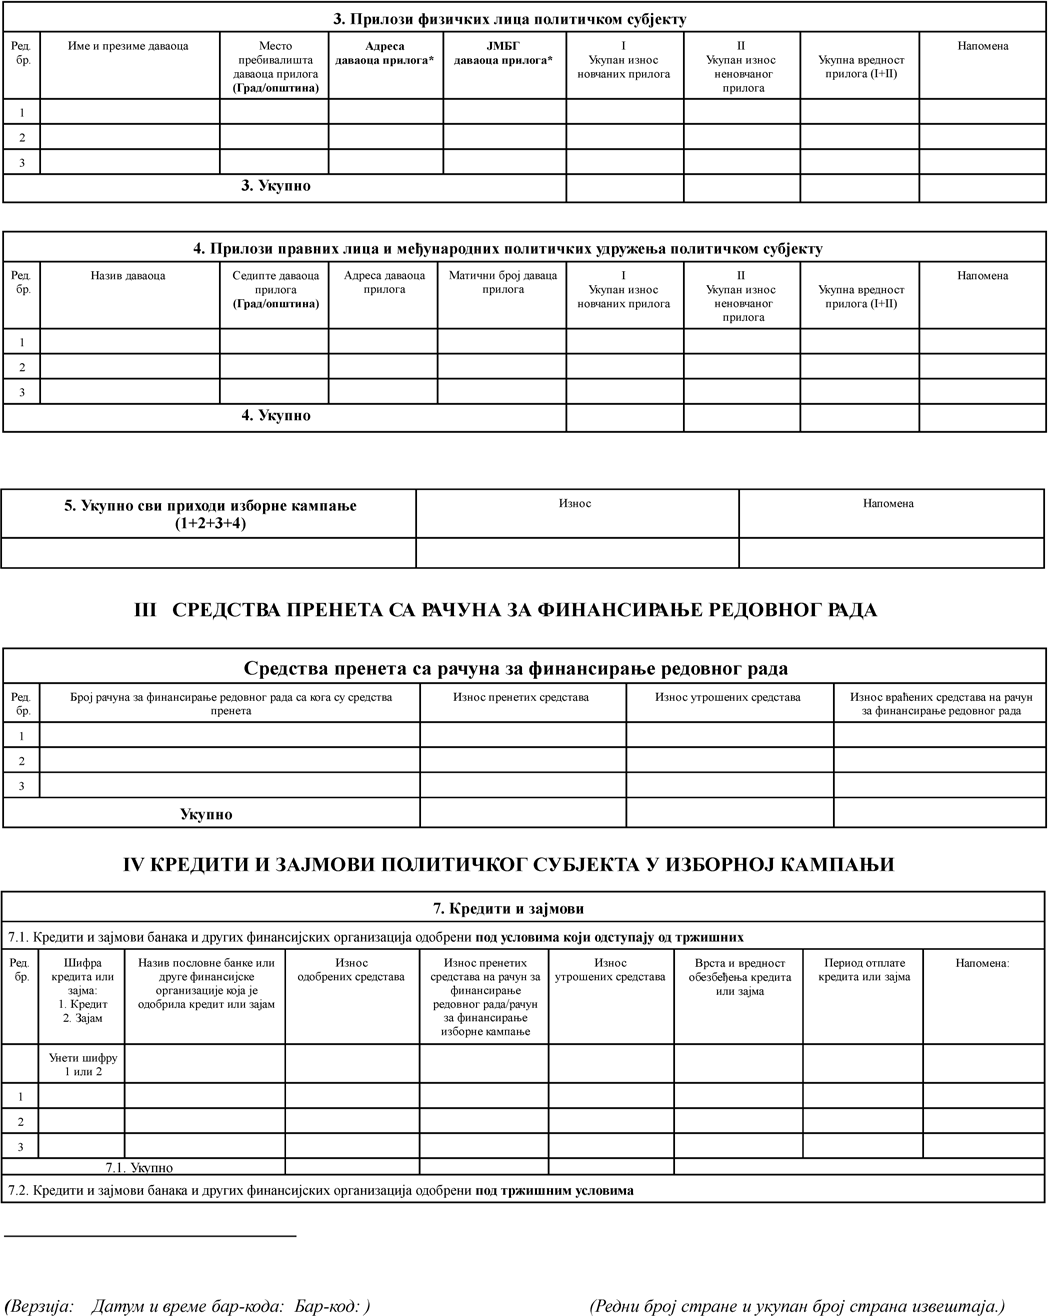 3. Прилози физичких лица политичком субјекту
Ред. бр.
Име и презиме даваоца
Место пребивалишта даваоца прилога (Град/општина)
Адреса даваоца прилога*
ЈМБГ даваоца прилога*
I Укупан износ новчаних прилога
II Укупан износ неновчаног прилога
Укупна вредност прилога (I+II)
Напомена
1
2
3
3. Укупно
4. Прилози правних лица и међународних политичких удружења политичком субјекту
Ред. бр.
Назив даваоца
Седипте даваоца прилога (Град/општина)
Адреса даваоца прилога
Матични број даваца прилога
I Укупан износ новчаних прилога
II Укупан износ неновчаног прилога
Укупна вредност прилога (I+II)
Напомена
1
2
3
4. Укупно
5. Укупно сви приходи изборне кампање (1+2+3+4)
Износ
Напомена
III СРЕДСТВА ПРЕНЕТА СА РАЧУНА ЗА ФИНАНСИРАЊЕ РЕДОВНОГ РАДА
Средства пренета са рачуна за финансирање редовног рада
Ред. бр.
Број рачуна за финансирање редовног рада са кога су средства пренета
Износ пренетих средстава
Износ утрошених средстава
Износ враћених средстава на рачун за финансирање редовног рада
1
2
3
Укупно
IV КРЕДИТИ И ЗАЈМОВИ ПОЛИТИЧКОГ СУБЈЕКТА У ИЗБОРНОЈ КАМПАЊИ
7. Кредити и зајмови
7.1. Кредити и зајмови банака и других финансијских организација одобрени под условима који одступају од тржишних
Ред. бр.
Шифра кредита или зајма: 1. Кредит 2. Зајам
Назив пословне банке или друге финансијске организације која је одобрила кредит или зајам
Износ одобрених средстава
Износ пренетих средстава на рачун за финансирање редовног рада/рачун за финансирање изборне кампање
Износ утрошених средстава
Врста и вредност обезбеђења кредита или зајма
Период отплате кредита или зајма
Напомена:
Унети шифру 1 или 2
1
2
3
7.1. Укупно
7.2. Кредити и зајмови банака и других финансијских организација одобрени под тржишним условима
(Верзија: Датум и време бар-кода: Бар-код: )
(Редни број стране и укупан број страна извештаја.)